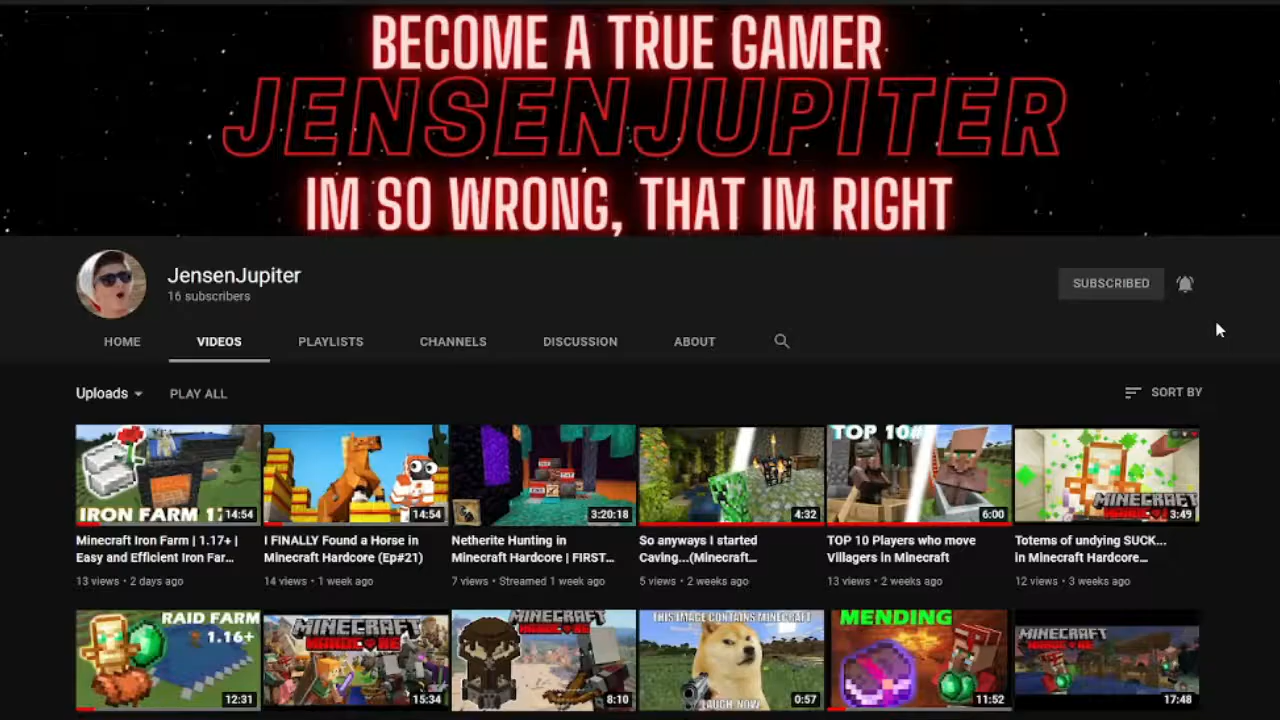 BECOME A TRUE GAMER
JENSENJUPITER
IM SO WRONG, THAT IM RIGHT
JensenJupiter
16 subscribers
SUBSCRIBED
HOME
VIDEOS
PLAYLISTS
CHANNELS
DISCUSSION
ABOUT
Uploads
PLAY ALL
SORT BY
IRON FARM 1
14:54
14:54
3:20:18
4:32
TOP 10#
6:00
MINECRAFT
3:49
Minecraft Iron Farm | 1.17+ |
Easy and Efficient Iron Far...
13 views • 2 days ago
I FINALLY Found a Horse in
Minecraft Hardcore (Ep#21)
14 views • 1 week ago
Netherite Hunting in
Minecraft Hardcore | FIRST...
7 views • Streamed 1 week ago
So anyways I started
Caving...(Minecraft...
5 views • 2 weeks ago
TOP 10 Players who move
Villagers in Minecraft
13 views • 2 weeks ago
Totems of undying SUCK...
in Minecraft Hardcore...
12 views • 3 weeks ago
RAID FARM
1.16+
12:31
MINECRAFT
15:34
MINECRAFT
8:10
THIS IMAGE CONTAINS MINECRAFT
LAUGH NOW
0:57
MENDING
11:52
MINECRAFT
17:48